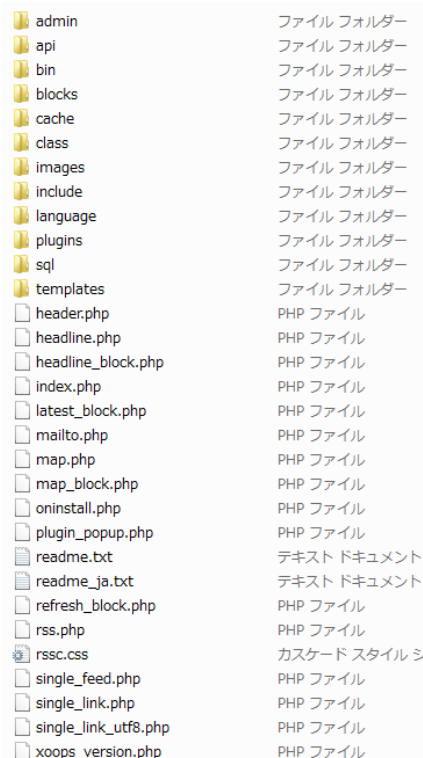 admin ファイル フォルダー
api ファイル フォルダー
bin ファイル フォルダー
blocks ファイル フォルダー
cache ファイル フォルダー
class ファイル フォルダー
images ファイル フォルダー
include ファイル フォルダー
language ファイル フォルダー
plugins ファイル フォルダー
sql ファイル フォルダー
templates ファイル フォルダー
header.php PHP ファイル
headline.php PHP ファイル
headline_block.php PHP ファイル
index.php PHP ファイル
latest_block.php PHP ファイル
mailto.php PHP ファイル
map.php PHP ファイル
map_block.php PHP ファイル
oninstall.php PHP ファイル
plugin_popup.php PHP ファイル
readme.txt テキスト ドキュメント
readme_ja.txt テキスト ドキュメント
refresh_block.php PHP ファイル
rss.php PHP ファイル
rssc.css カスケード スタイル シ
single_feed.php PHP ファイル
single_link.php PHP ファイル
single_link_utf8.php PHP ファイル
xoops_version.php PHP ファイル